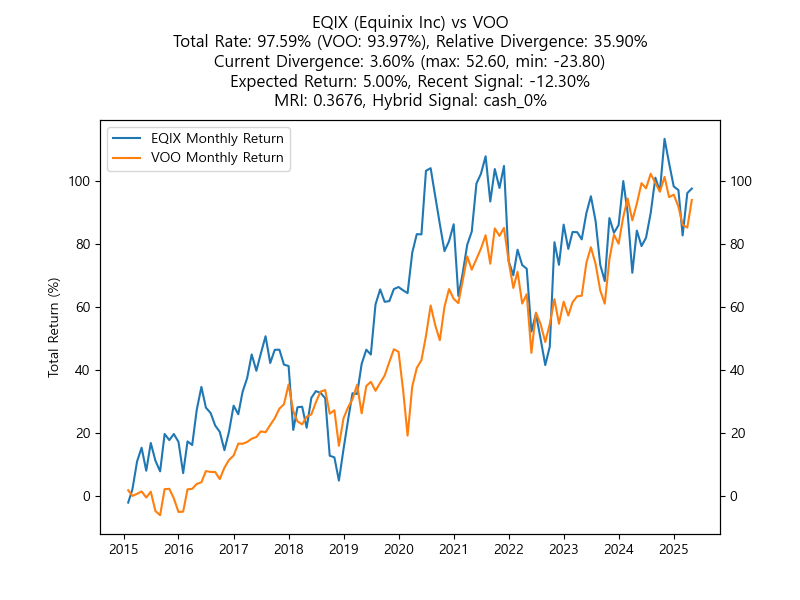 EQIX (Equinix Inc) vs VOO
Total Rate: 97.59% (VOO: 93.97%), Relative Divergence: 35.90%
Current Divergence: 3.60% (max: 52.60, min: -23.80)
Expected Return: 5.00%, Recent Signal: -12.30%
MRI: 0.3676, Hybrid Signal: cash_0%
EQIX Monthly Return
VOO Monthly Return
100
80
60
40
20
0
Total Return (%)
100
80
60
40
20
0
2015 2016 2017 2018 2019 2020 2021 2022 2023 2024 2025